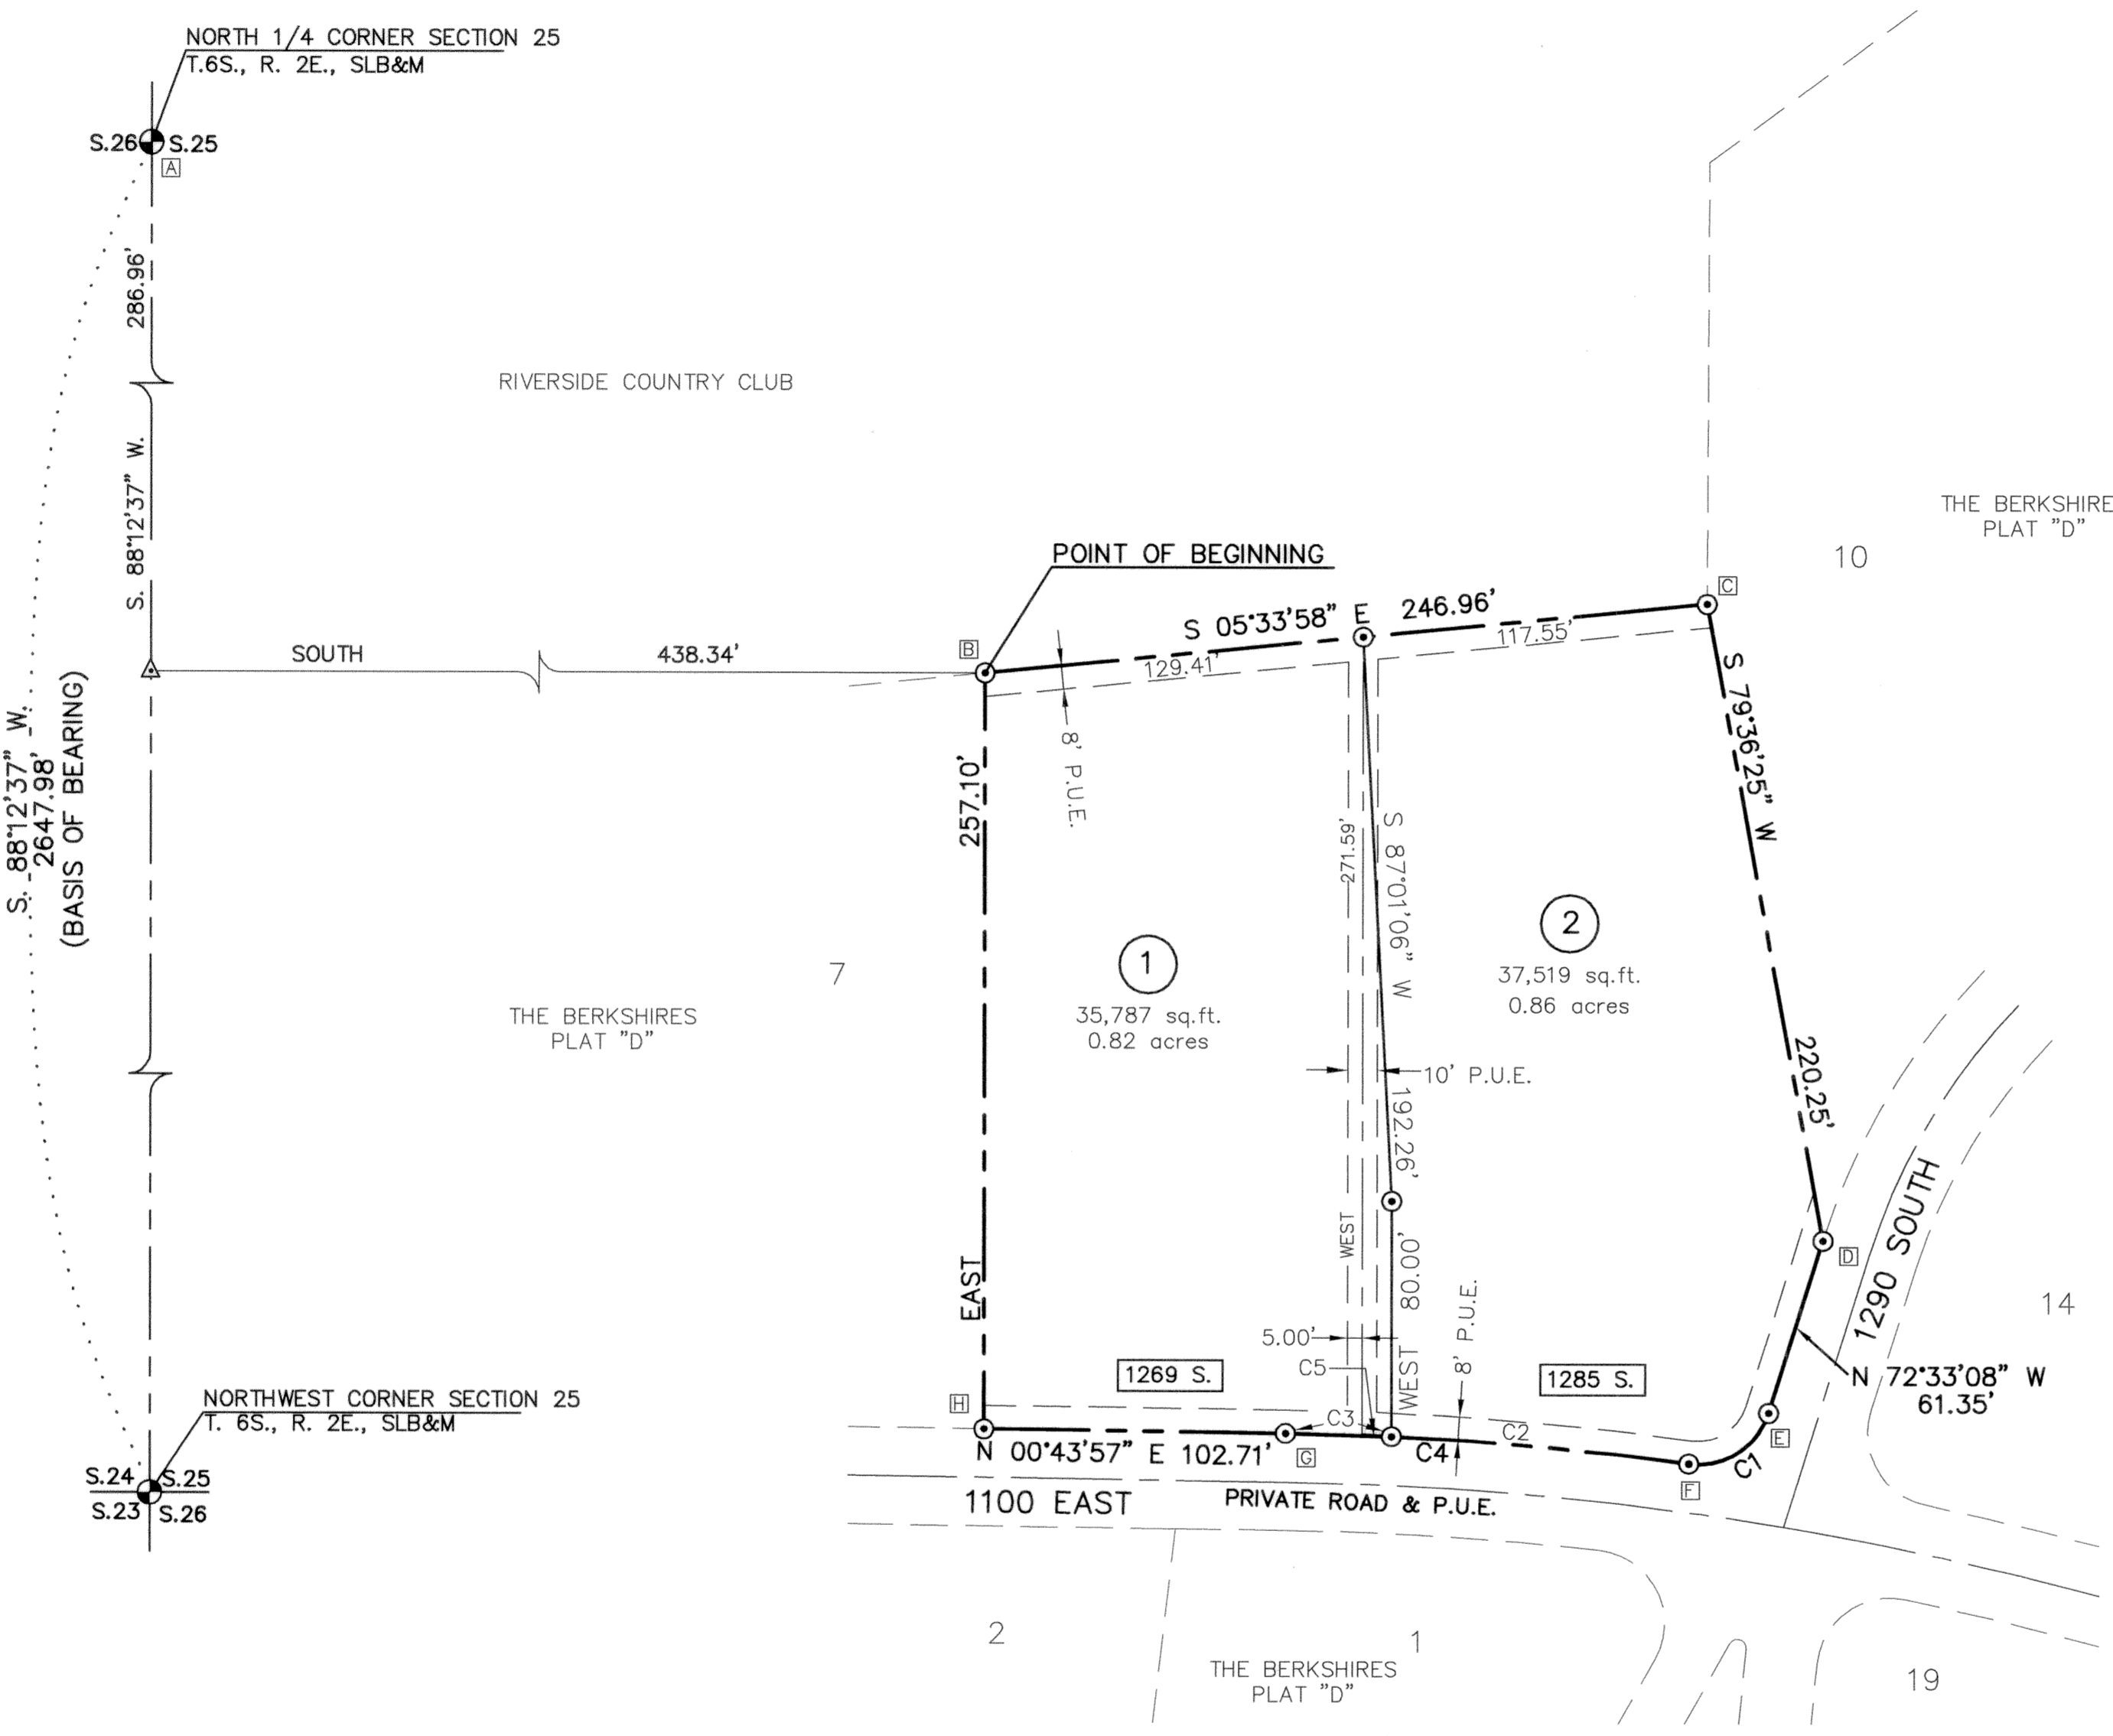 NORTH 1/4 CORNER SECTION 25
T.6S., R. 2E., SLB&M
S.26 S.25
A
286.96'
S. 88°12'37" W.
RIVERSIDE COUNTRY CLUB
THE BERKSHIRE
PLAT "D"
10
POINT OF BEGINNING
C
S 05°33'58" E 246.96'
129.41'
117.55'
B
SOUTH 438.34'
S. 88°12'37" W.
2647.98'
(BASIS OF BEARING)
8' P.U.E.
257.10'
EAST
S 79°36'25" W
220.25'
271.59'
WEST
S 87°01'06" W
192.26'
7
1
35,787 sq.ft.
0.82 acres
2
37,519 sq.ft.
0.86 acres
THE BERKSHIRES
PLAT "D"
10' P.U.E.
WEST 80.00'
8' P.U.E.
5.00'
C5
D
1290 SOUTH
14
1269 S.
1285 S.
N 72°33'08" W
61.35'
NORTHWEST CORNER SECTION 25
T. 6S., R. 2E., SLB&M
H
C3
C2
E
N 00°43'57" E 102.71'
G
C4
C1
F
S.24 S.25
S.23 S.26
1100 EAST
PRIVATE ROAD & P.U.E.
2
1
THE BERKSHIRES
PLAT "D"
19